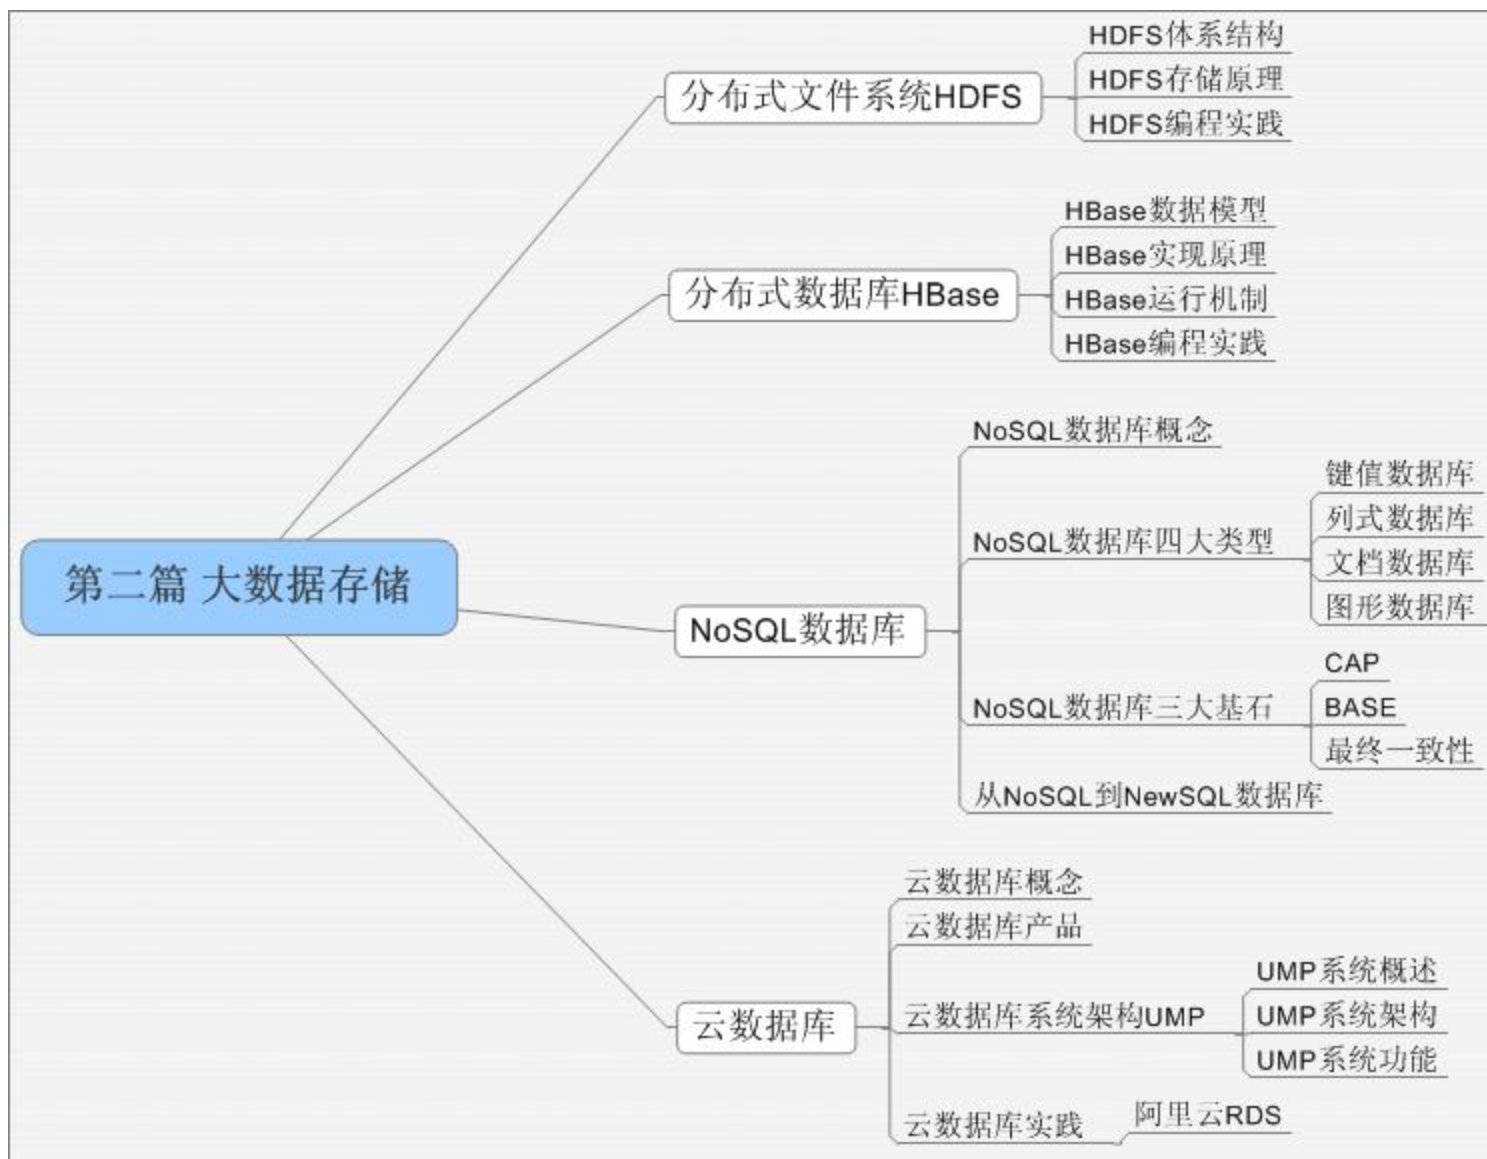 第二篇 大数据存储
分布式文件系统HDFS
HDFS体系结构
HDFS存储原理
HDFS编程实践
分布式数据库HBase
HBase数据模型
HBase实现原理
HBase运行机制
HBase编程实践
NoSQL数据库
NoSQL数据库概念
NoSQL数据库四大类型
键值数据库
列式数据库
文档数据库
图形数据库
NoSQL数据库三大基石
CAP
BASE
最终一致性
从NoSQL到NewSQL数据库
云数据库
云数据库概念
云数据库产品
云数据库系统架构UMP
UMP系统概述
UMP系统架构
UMP系统功能
云数据库实践
阿里云RDS